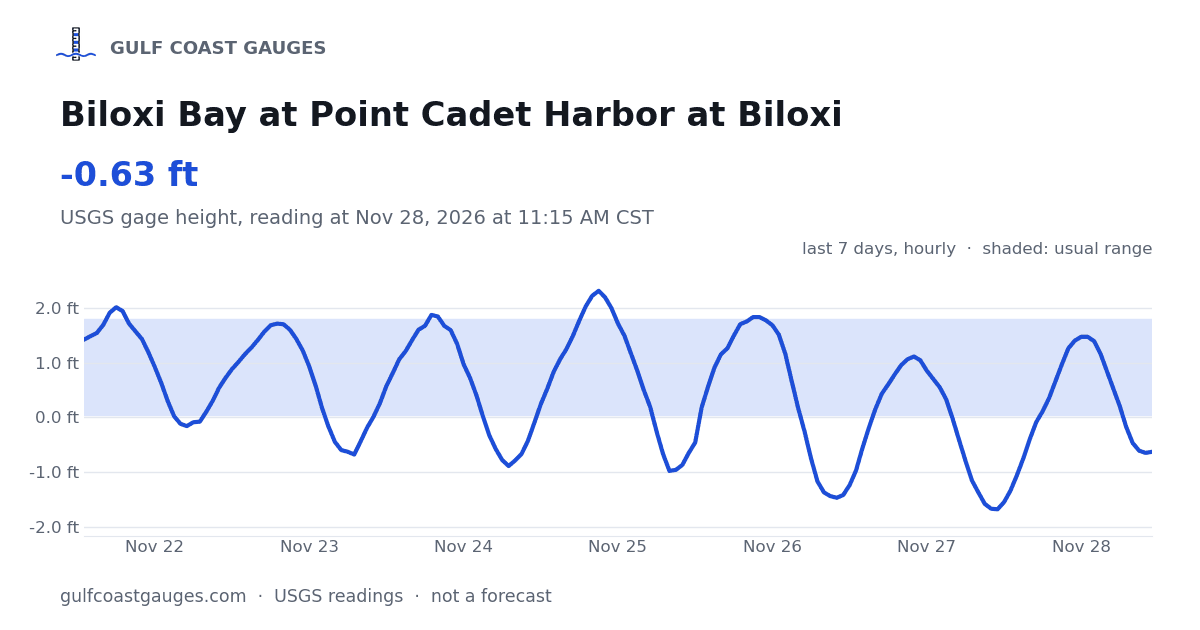 GULF COAST GAUGES
Biloxi Bay at Point Cadet Harbor at Biloxi
-0.63 ft
USGS gage height, reading at Nov 28, 2026 at 11:15 AM CST
last 7 days, hourly · shaded: usual range
2.0 ft
1.0 ft
0.0 ft
-1.0 ft
-2.0 ft
Nov 22 Nov 23 Nov 24 Nov 25 Nov 26 Nov 27 Nov 28
gulfcoastgauges.com · USGS readings · not a forecast